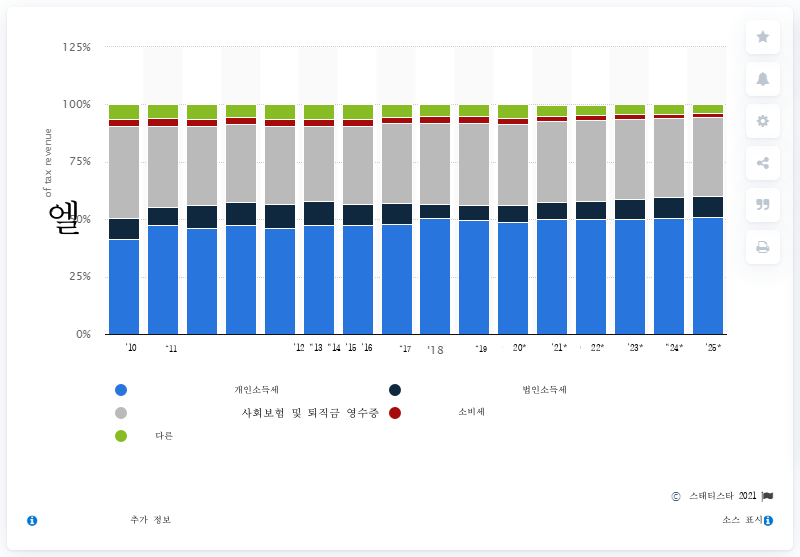 125%
100%
75%
50%
25%
0%
of tax revenue
엘
'10 "11 '12 "13 "14 '15 '16 "17 '18 "19 20* '21* 22* '23* "24* '25*
개인소득세 법인소득세
사회보험 및 퇴직금 영수증 소비세
다른
© 스태티스타 2021
추가 정보 소스 표시